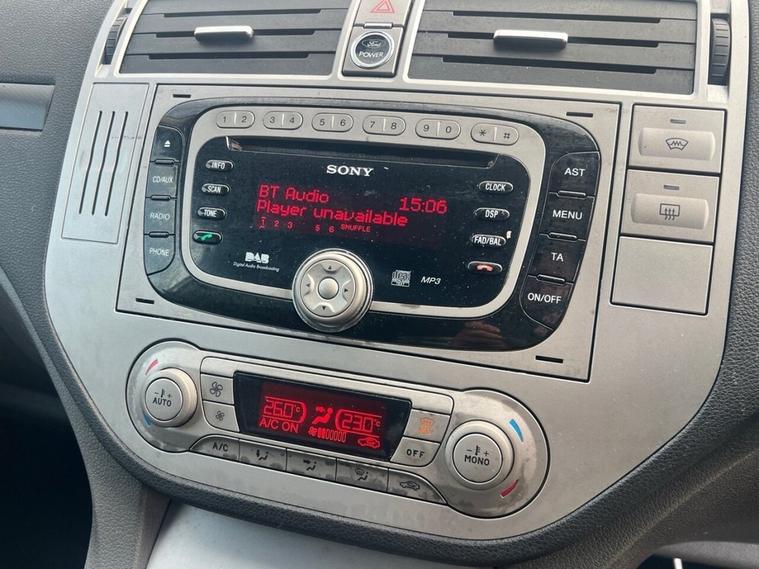 Ford
POWER
1 2 3 4 5 6 7 8 9 0 * #
SONY
INFO
SCAN
TONE
CD/AUX
RADIO
PHONE
BT Audio 15:06
Player unavailable
1 2 3 5 6 SHUFFLE
CLOCK
DSP
FAD/BAL
AST
MENU
TA
ON/OFF
DAB
Digital Audio Broadcasting
MP3
- +
AUTO
26.0°C 23.0°C
A/C ON
A/C
OFF
- +
MONO